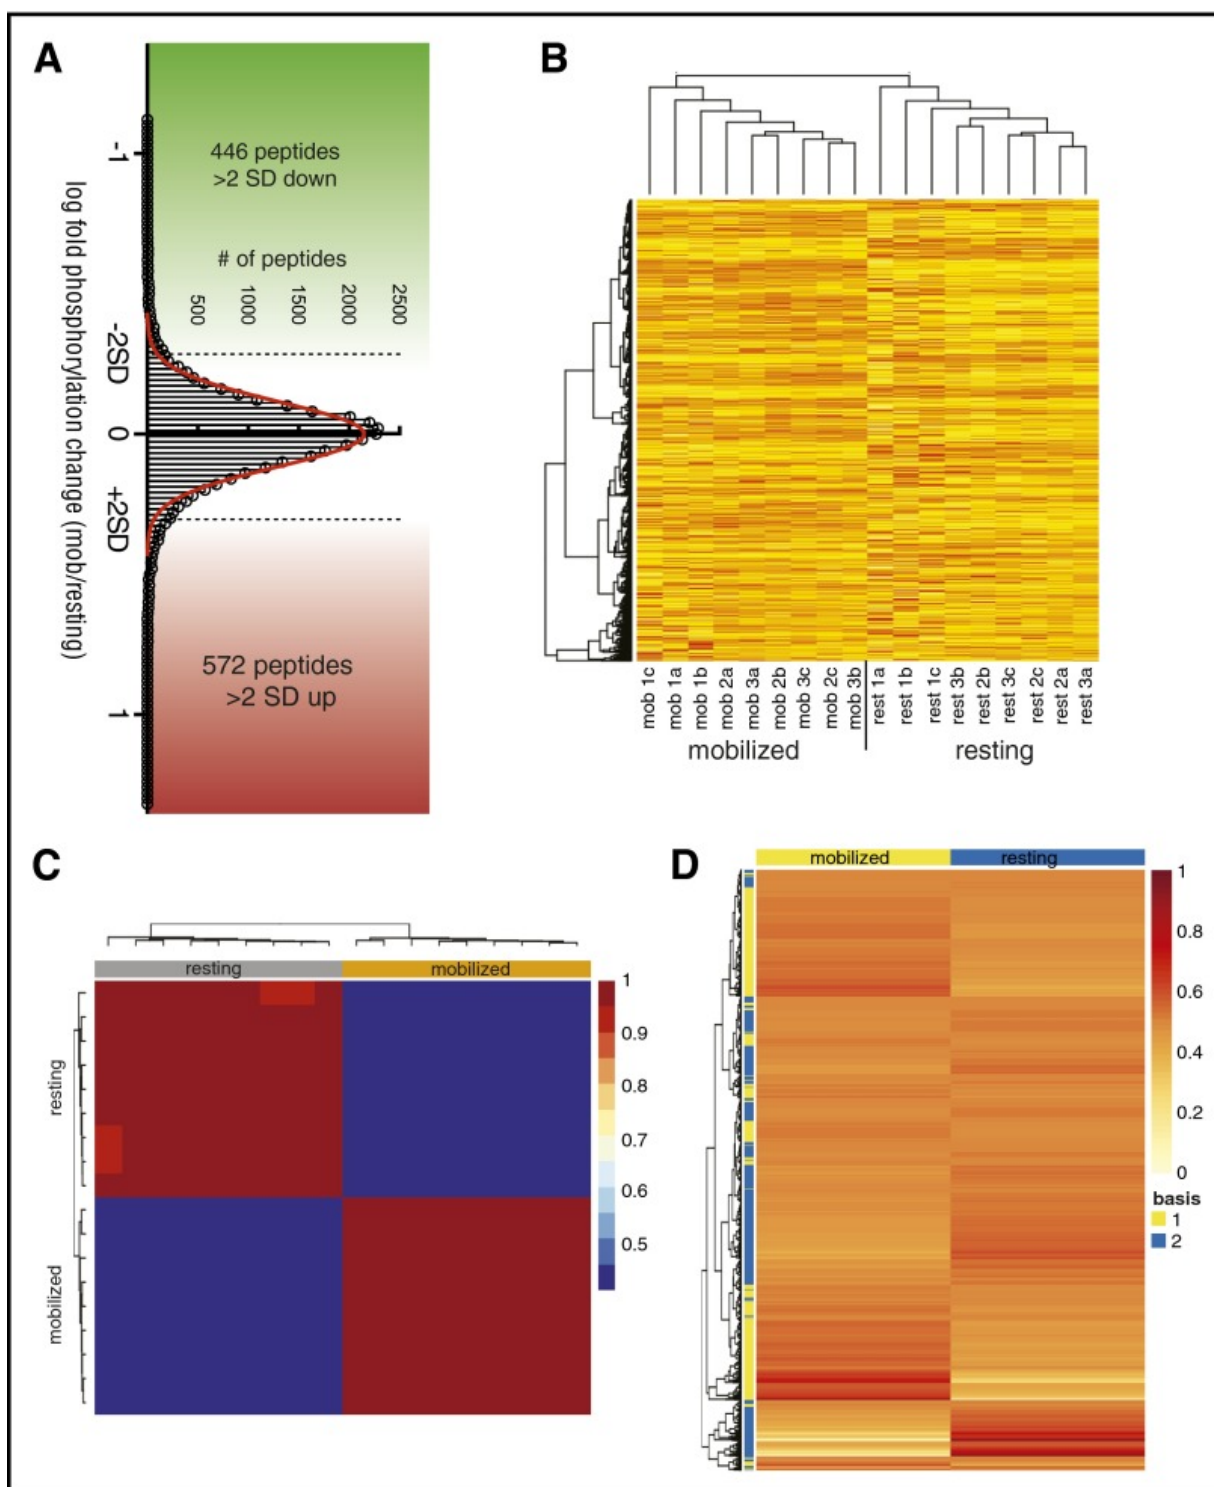 A
-1
446 peptides
>2 SD down
# of peptides
500
1000
1500
2000
2500
-2SD
0
+2SD
log fold phosphorylation change (mob/resting)
572 peptides
>2 SD up
1
B
mob 1c
mob 1a
mob 1b
mob 2a
mob 3a
mob 2b
mob 3c
mob 2c
mob 3b
rest 1a
rest 1b
rest 1c
rest 3b
rest 2b
rest 3c
rest 2c
rest 2a
rest 3a
mobilized
resting
C
resting
mobilized
resting
mobilized
1
0.9
0.8
0.7
0.6
0.5
D
mobilized
resting
1
0.8
0.6
0.4
0.2
0
basis
1
2